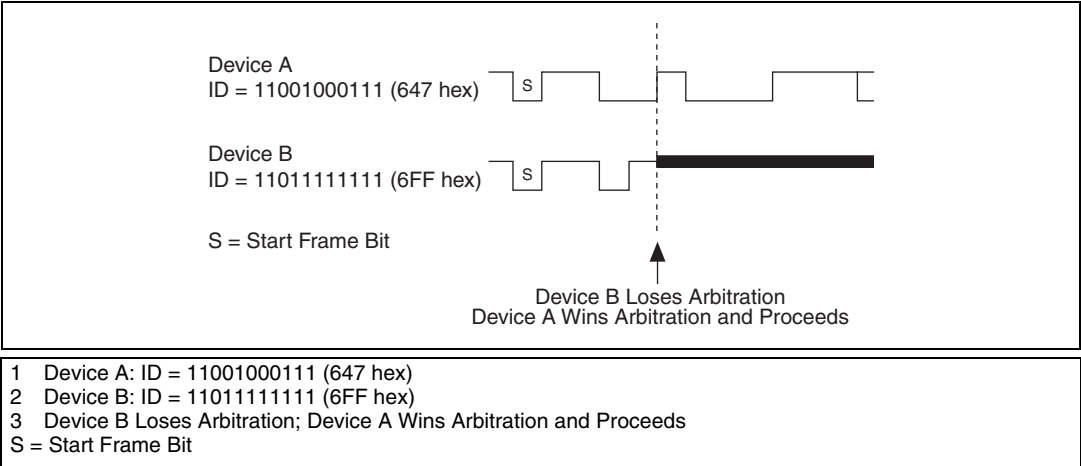 Device A
ID = 11001000111 (647 hex)
S
Device B
ID = 11011111111 (6FF hex)
S
S = Start Frame Bit
Device B Loses Arbitration
Device A Wins Arbitration and Proceeds
1 Device A: ID = 11001000111 (647 hex)
2 Device B: ID = 11011111111 (6FF hex)
3 Device B Loses Arbitration; Device A Wins Arbitration and Proceeds
S = Start Frame Bit